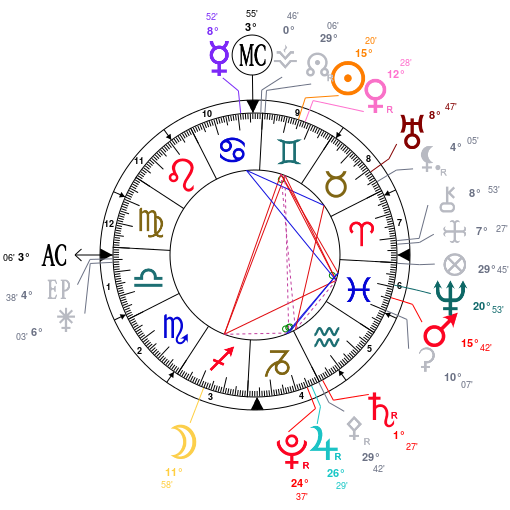 52' 8°
55' 3°
MC
46' 0°
06' 29° R
20' 15°
28' 12° R
8° 47'
4° 05' R
8° 53'
7° 27'
29° 45'
20° 53'
15° 42'
10° 07'
1° 27' R
29° 42' R
26° 29' R
24° 37' R
11° 58'
03' 6°
38' 4° EP
06' 3° AC
1
2
3
4
5
6
7
8
9
10
11
12